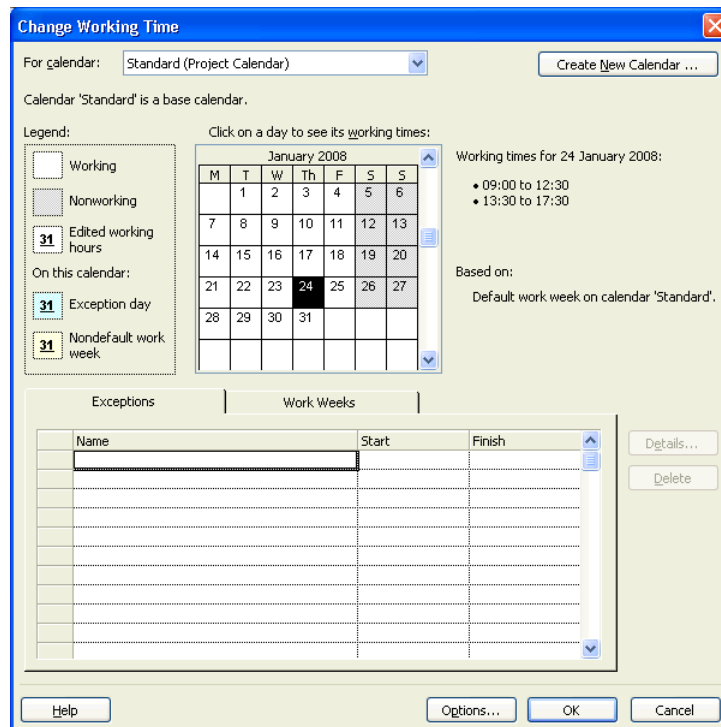 Change Working Time
For calendar: Standard (Project Calendar) Create New Calendar ...
Calendar 'Standard' is a base calendar.
Legend:
Working
Nonworking
31 Edited working
hours
On this calendar:
31 Exception day
31 Nondefault work
week
Click on a day to see its working times:
January 2008
M T W Th F S S
1 2 3 4 5 6
7 8 9 10 11 12 13
14 15 16 17 18 19 20
21 22 23 24 25 26 27
28 29 30 31
Working times for 24 January 2008:
• 09:00 to 12:30
• 13:30 to 17:30
Based on:
Default work week on calendar 'Standard'.
Exceptions Work Weeks
Name Start Finish
Details...
Delete
Help Options... OK Cancel